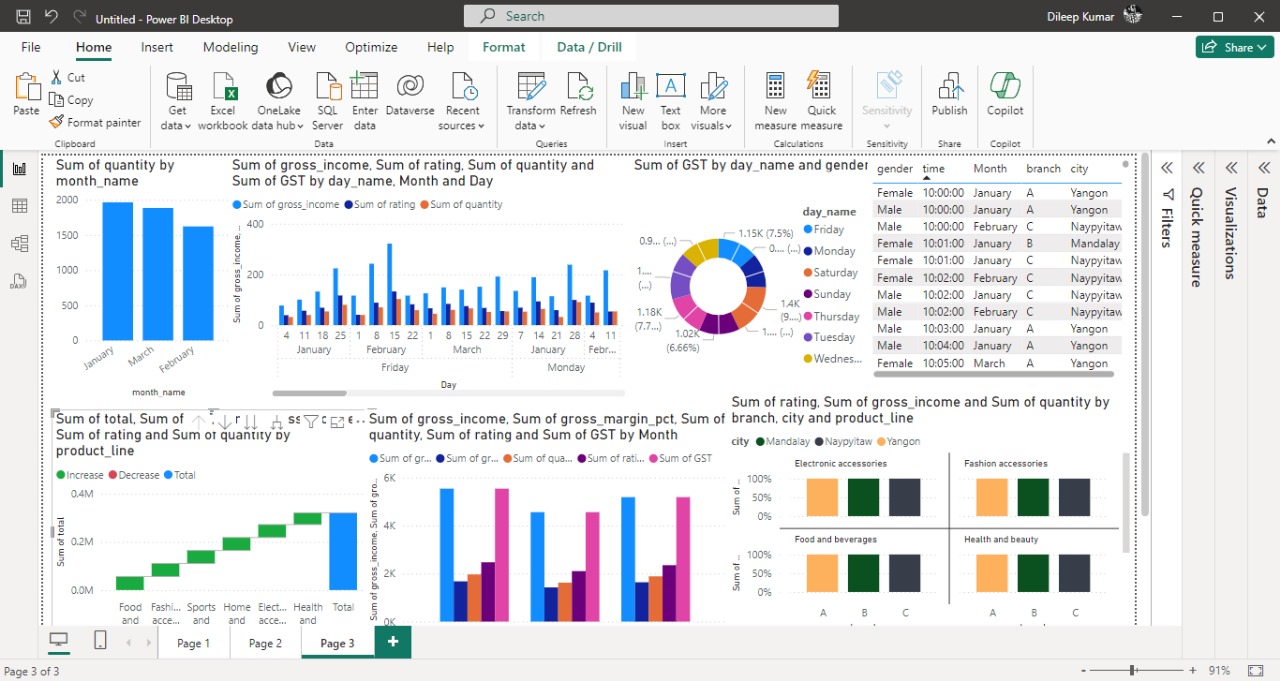 Untitled - Power BI Desktop
Search
Dileep Kumar
File Home Insert Modeling View Optimize Help Format Data / Drill
Share
Paste
Cut
Copy
Format painter
Clipboard
Get data
Excel workbook
OneLake data hub
SQL Server
Enter data
Dataverse
Recent sources
Data
Transform data
Refresh
Queries
New visual
Text box
More visuals
Insert
New measure
Quick measure
Calculations
Sensitivity
Sensitivity
Publish
Share
Copilot
Copilot
Sum of quantity by
month_name
2000
1500
1000
500
0
January March February
month_name
Sum of gross_income, Sum of rating, Sum of quantity and
Sum of GST by day_name, Month and Day
Sum of gross_income Sum of rating Sum of quantity
Sum of gross_income, ...
400
200
0
4 11 18 25 1 8 15 22 1 8 15 22 29 7 14 21 28 4 11
January February March January Febr...
Friday Monday
Day
Sum of GST by day_name and gender
1.15K (7.5%)
0.... (...)
1.4K
(9....)
1.... (...)
1.02K
(6.66%)
1.18K
(7.7...)
1....
(...)
0.9... (...)
day_name
Friday
Monday
Saturday
Sunday
Thursday
Tuesday
Wednes...
gender time Month branch city
Female 10:00:00 January A Yangon
Male 10:00:00 January A Yangon
Male 10:00:00 February C Naypyitaw
Female 10:01:00 January B Mandalay
Female 10:01:00 January C Naypyitaw
Female 10:02:00 February C Naypyitaw
Male 10:02:00 January C Naypyitaw
Male 10:02:00 February C Naypyitaw
Male 10:03:00 January A Yangon
Male 10:04:00 January A Yangon
Female 10:05:00 March A Yangon
Filters
Quick measure
Visualizations
Data
Sum of total, Sum of
Sum of rating and Sum of quantity by
product_line
Increase Decrease Total
Sum of total
0.4M
0.2M
0.0M
Food and
Fashi... acce...
Sports and
Home and
Elect... acce...
Health and
Total
Sum of gross_income, Sum of gross_margin_pct, Sum of
quantity, Sum of rating and Sum of GST by Month
Sum of gr... Sum of gr... Sum of qua... Sum of rati... Sum of GST
Sum of gross_income, Sum of gro...
6K
4K
2K
0K
Sum of rating, Sum of gross_income and Sum of quantity by
branch, city and product_line
city Mandalay Naypyitaw Yangon
Electronic accessories Fashion accessories
Sum of ...
100%
50%
0%
Food and beverages Health and beauty
Sum of ...
100%
50%
0%
A B C A B C
Page 1 Page 2 Page 3 +
Page 3 of 3
- + 91%